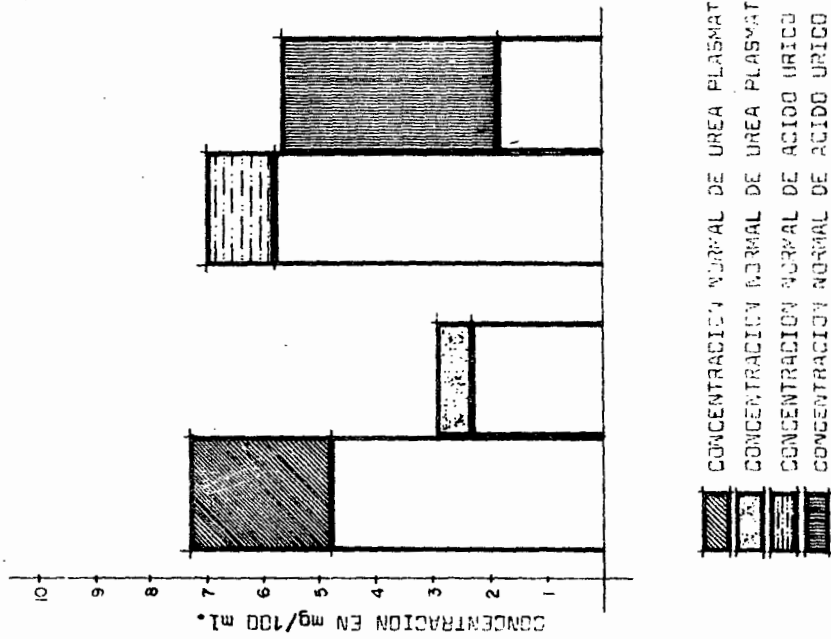 CONCENTRACION EN mg/100 ml.
10
9
8
7
6
5
4
3
2
1
CONCENTRACION NORMAL DE UREA PLASMAT
CONCENTRACION NORMAL DE UREA PLASMAT
CONCENTRACION NORMAL DE ACIDO URICO
CONCENTRACION NORMAL DE ACIDO URICO